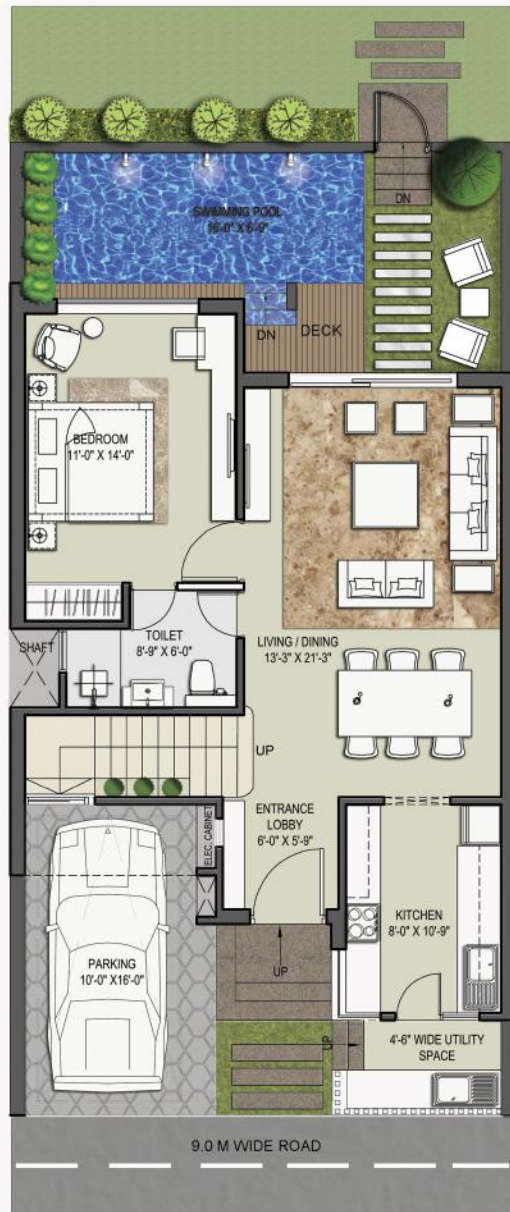 SWIMMING POOL
16'-0" X 6'-9"
DN
DN
DECK
BEDROOM
11'-0" X 14'-0"
TOILET
8'-9" X 6'-0"
SHAFT
LIVING / DINING
13'-3" X 21'-3"
UP
ENTRANCE
LOBBY
6'-0" X 5'-9"
ELEC. CABINET
KITCHEN
8'-0" X 10'-9"
PARKING
10'-0" X16'-0"
UP
UP
4'-6" WIDE UTILITY
SPACE
9.0 M WIDE ROAD